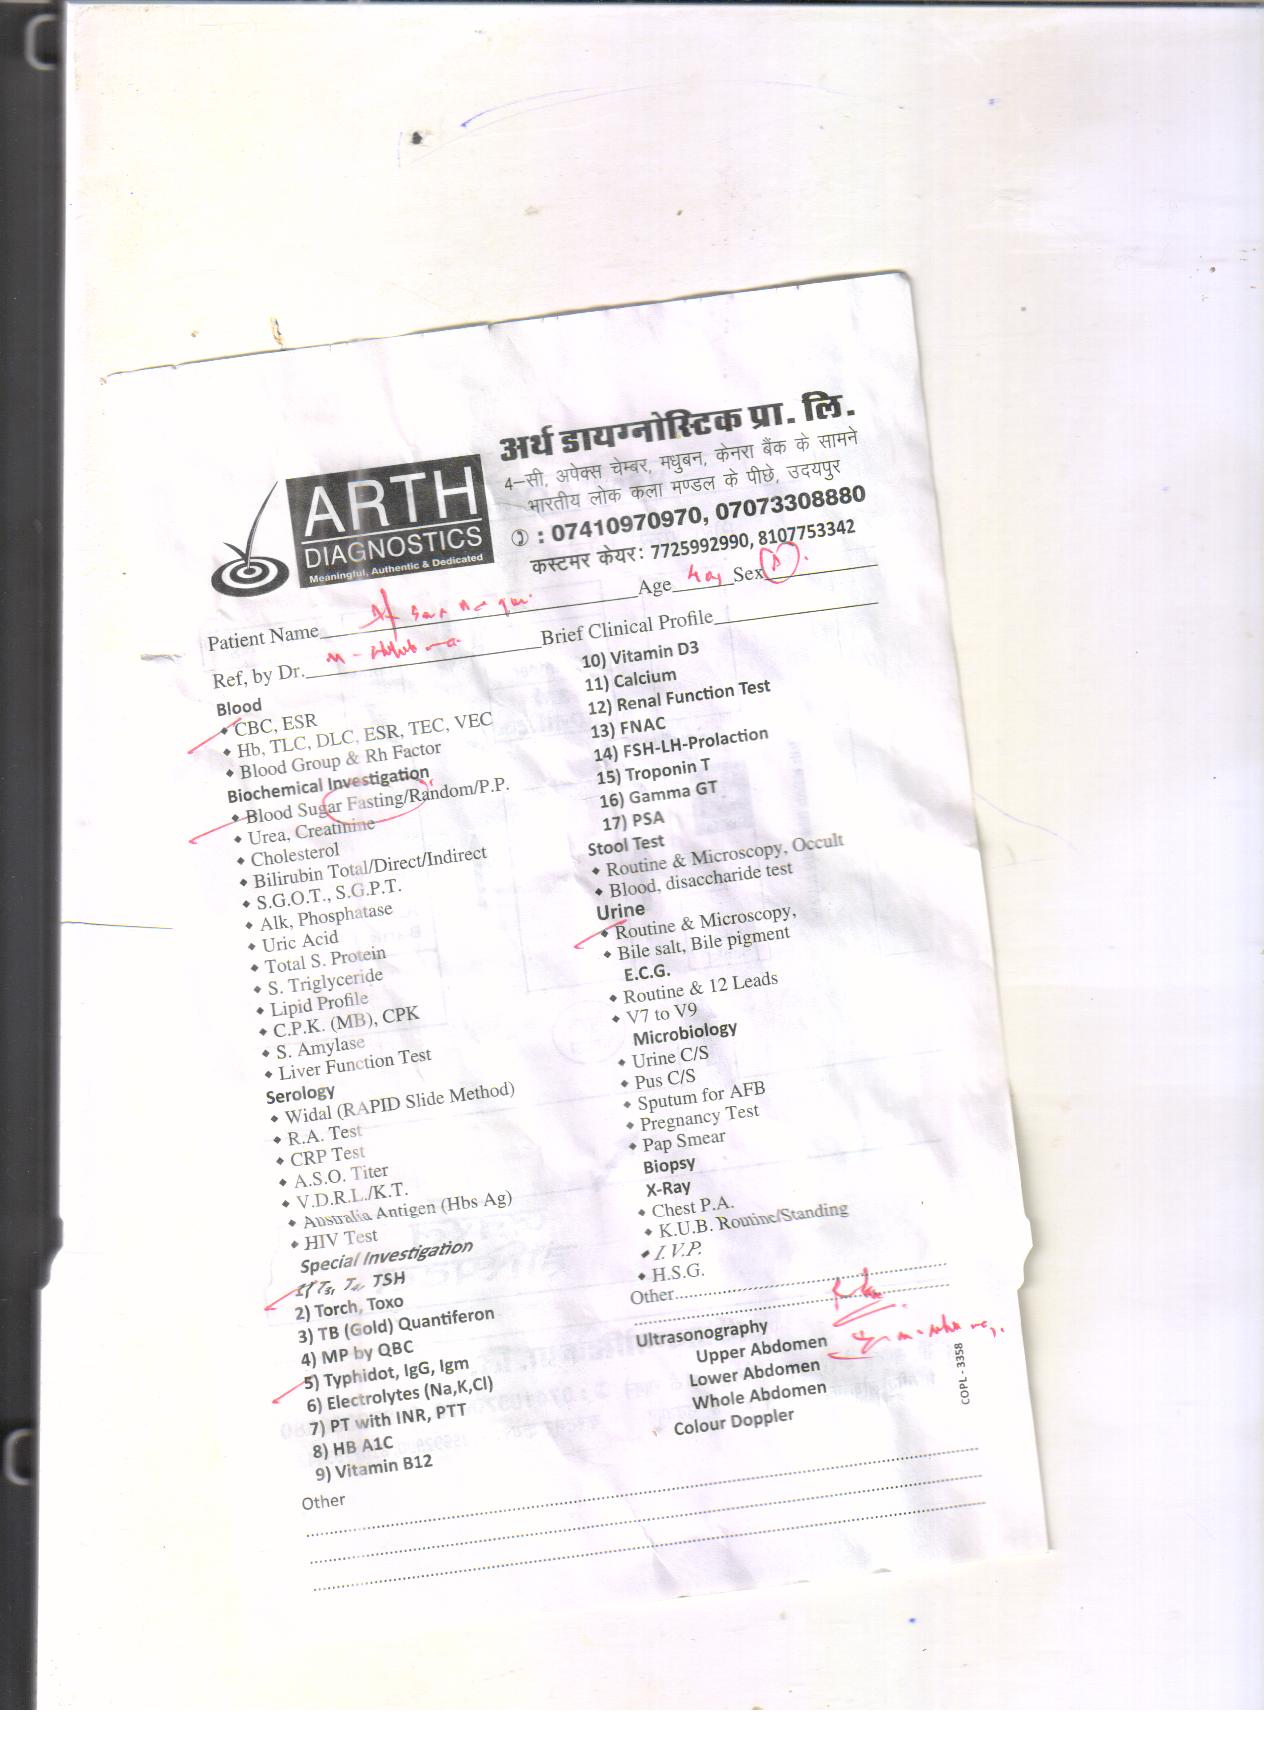 अर्थ डायग्नोस्टिक प्रा. लि.
4–सी, अपेक्स चेम्बर, मधुबन, केनरा बैंक के सामने
भारतीय लोक कला मण्डल के पीछे, उदयपुर
: 07410970970, 07073308880
कस्टमर केयर: 7725992990, 8107753342
ARTH
DIAGNOSTICS
Meaningful, Authentic & Dedicated
Patient Name
Age Sex
Ref, by Dr.
Brief Clinical Profile
Blood
CBC, ESR
Hb, TLC, DLC, ESR, TEC, VEC
Blood Group & Rh Factor
Biochemical Investigation
Blood Sugar Fasting/Random/P.P.
Urea, Creatinine
Cholesterol
Bilirubin Total/Direct/Indirect
S.G.O.T., S.G.P.T.
Alk, Phosphatase
Uric Acid
Total S. Protein
S. Triglyceride
Lipid Profile
C.P.K. (MB), CPK
S. Amylase
Liver Function Test
Serology
Widal (RAPID Slide Method)
R.A. Test
CRP Test
A.S.O. Titer
V.D.R.L./K.T.
Australia Antigen (Hbs Ag)
HIV Test
Special Investigation
1) T3, T4, TSH
2) Torch, Toxo
3) TB (Gold) Quantiferon
4) MP by QBC
5) Typhidot, IgG, Igm
6) Electrolytes (Na,K,Cl)
7) PT with INR, PTT
8) HB A1C
9) Vitamin B12
Other
10) Vitamin D3
11) Calcium
12) Renal Function Test
13) FNAC
14) FSH-LH-Prolaction
15) Troponin T
16) Gamma GT
17) PSA
Stool Test
Routine & Microscopy, Occult
Blood, disaccharide test
Urine
Routine & Microscopy,
Bile salt, Bile pigment
E.C.G.
Routine & 12 Leads
V7 to V9
Microbiology
Urine C/S
Pus C/S
Sputum for AFB
Pregnancy Test
Pap Smear
Biopsy
X-Ray
Chest P.A.
K.U.B. Routine/Standing
I.V.P.
H.S.G.
Other
Ultrasonography
Upper Abdomen
Lower Abdomen
Whole Abdomen
Colour Doppler
COPL - 3358